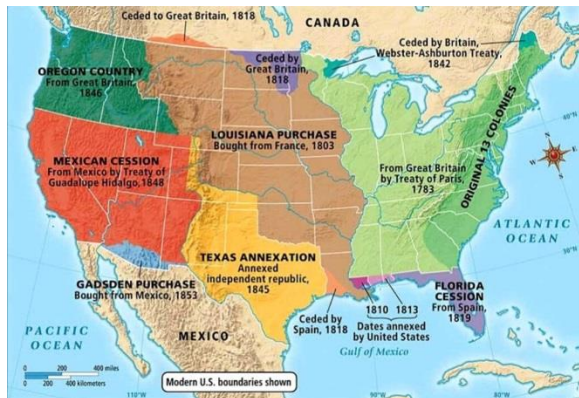 Ceded to Great Britain, 1818
CANADA
Ceded by
Great Britain,
1818
Ceded by Britain,
Webster-Ashburton Treaty,
1842
OREGON COUNTRY
From Great Britain,
1846
LOUISIANA PURCHASE
Bought from France, 1803
ORIGINAL 13 COLONIES
MEXICAN CESSION
From Mexico by Treaty of
Guadalupe Hidalgo,1848
From Great Britain
by Treaty of Paris,
1783
40°N
N
W
E
S
ATLANTIC
OCEAN
30°N
TEXAS ANNEXATION
Annexed
independent republic,
1845
GADSDEN PURCHASE
Bought from Mexico, 1853
FLORIDA
CESSION
From Spain,
1819
Ceded by
Spain, 1818
1810
1813
Dates annexed
by United States
PACIFIC
OCEAN
MEXICO
Gulf of Mexico
0 200 400 miles
0 200 400 kilometers
Modern U.S. boundaries shown
110°W
90°W
80°W